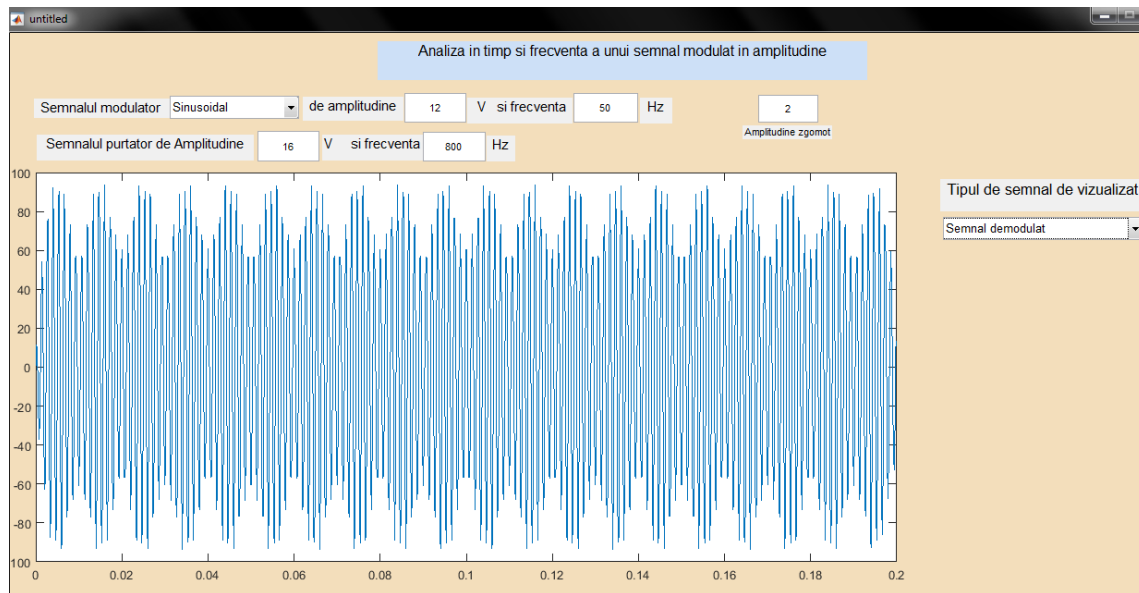 untitled
Analiza in timp si frecventa a unui semnal modulat in amplitudine
Semnalul modulator Sinusoidal de amplitudine 12 V si frecventa 50 Hz 2
Amplitudine zgomot
Semnalul purtator de Amplitudine 16 V si frecventa 800 Hz
Tipul de semnal de vizualizat
Semnal demodulat
100
80
60
40
20
0
-20
-40
-60
-80
100
0 0.02 0.04 0.06 0.08 0.1 0.12 0.14 0.16 0.18 0.2